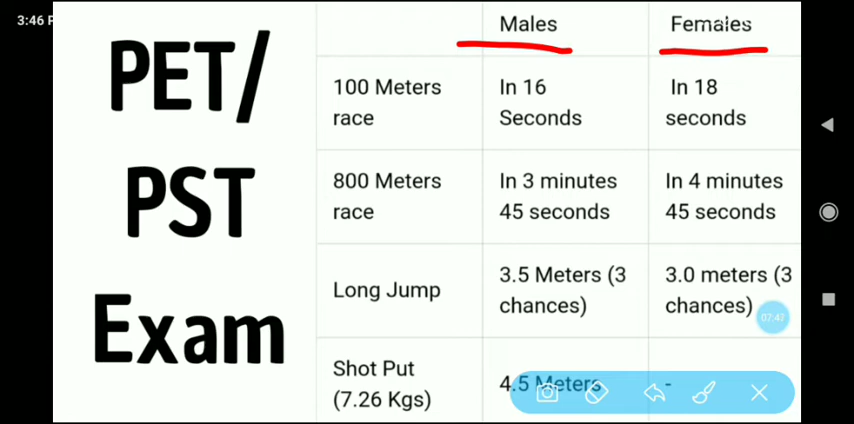 3:46 P
PET/
PST
Exam
Males
Females
100 Meters
race
In 16
Seconds
In 18
seconds
800 Meters
race
In 3 minutes
45 seconds
In 4 minutes
45 seconds
Long Jump
3.5 Meters (3
chances)
3.0 meters (3
chances)
07:47
Shot Put
(7.26 Kgs)
4.5 Meters
-